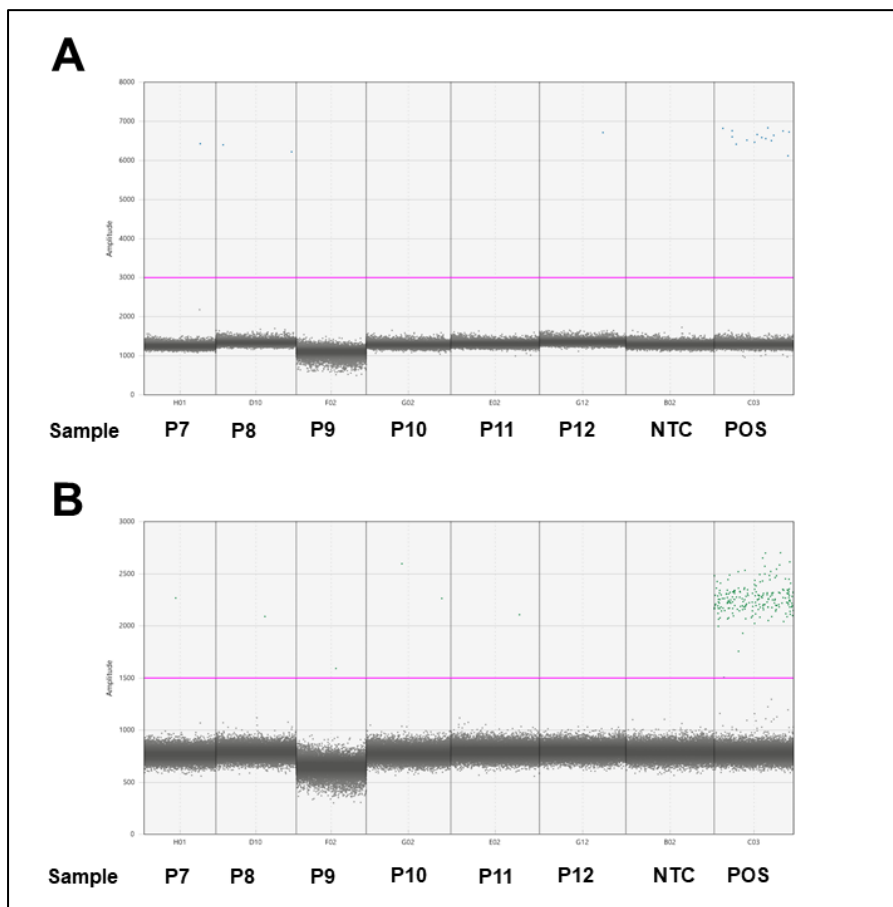 A
8000
7000
6000
5000
4000
3000
2000
1000
0
Amplitude
H01 D10 F02 G02 E02 G12 B02 C03
Sample P7 P8 P9 P10 P11 P12 NTC POS
B
3000
2500
2000
1500
1000
500
0
Amplitude
H01 D10 F02 G02 E02 G12 B02 C03
Sample P7 P8 P9 P10 P11 P12 NTC POS